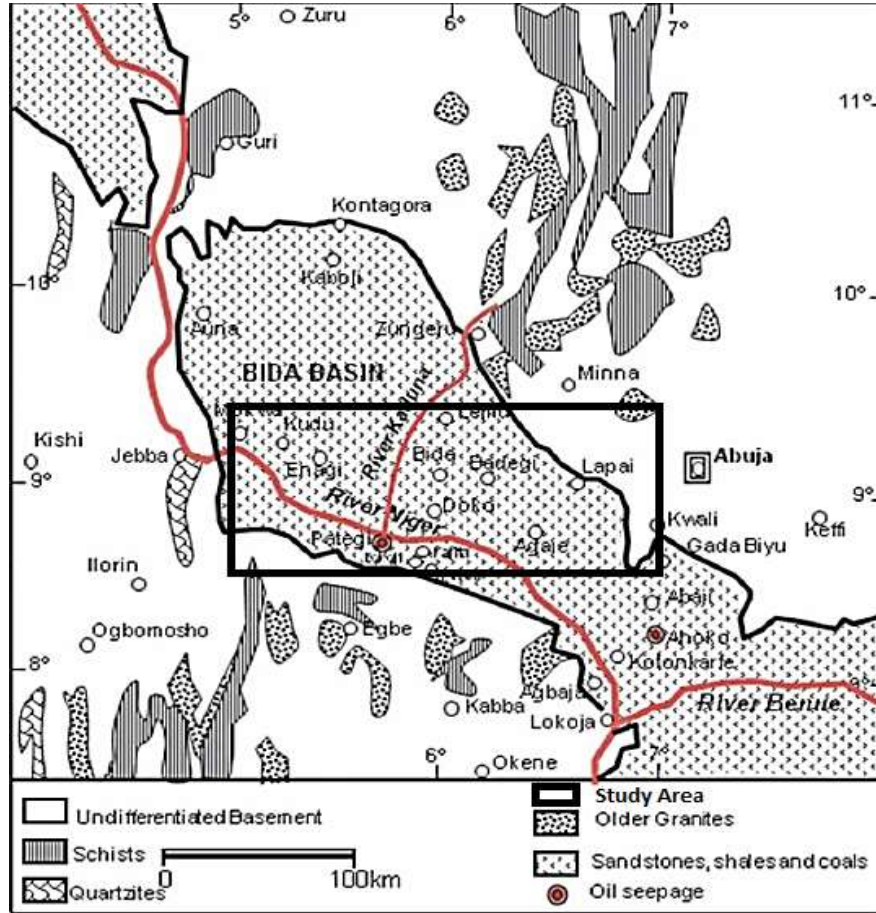 5°
Zuru
6°
7°
11°
Guri
Kontagora
Kaboji
10°
10°
Auna
Zungeru
BIDA BASIN
River Kaduna
Minna
Kudu
Kishi
Jebba
Enagi
Bida
Badegi
Lapai
Abuja
9°
9°
River Niger
Doko
Kwali
Keffi
Pategi
Agaie
Gada Biyu
Ilorin
Abaji
Ogbomosho
Egbe
Ahoko
8°
Kotonkarfe
Agbaja
Kabba
River Benue
Lokoja
6°
7°
Okene
Undifferentiated Basement
Study Area
Older Granites
Schists
Sandstones, shales and coals
0
100km
Quartzites
Oil seepage